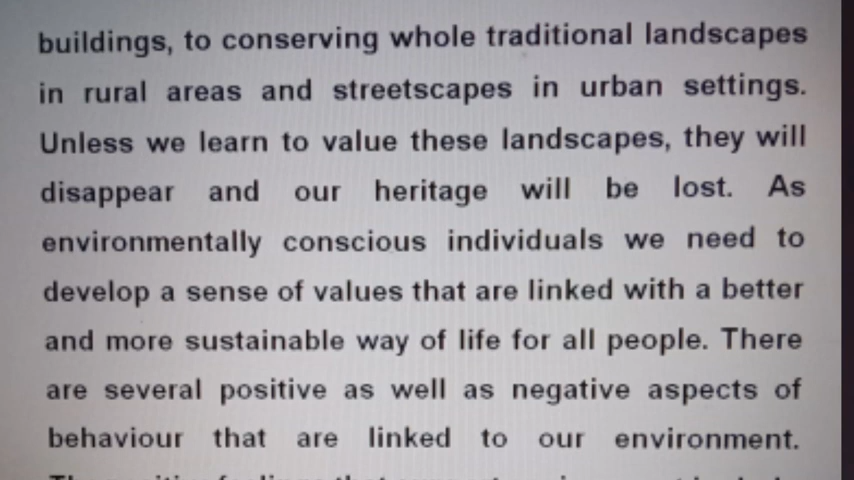 buildings, to conserving whole traditional landscapes
in rural areas and streetscapes in urban settings.
Unless we learn to value these landscapes, they will
disappear and our heritage will be lost. As
environmentally conscious individuals we need to
develop a sense of values that are linked with a better
and more sustainable way of life for all people. There
are several positive as well as negative aspects of
behaviour that are linked to our environment.